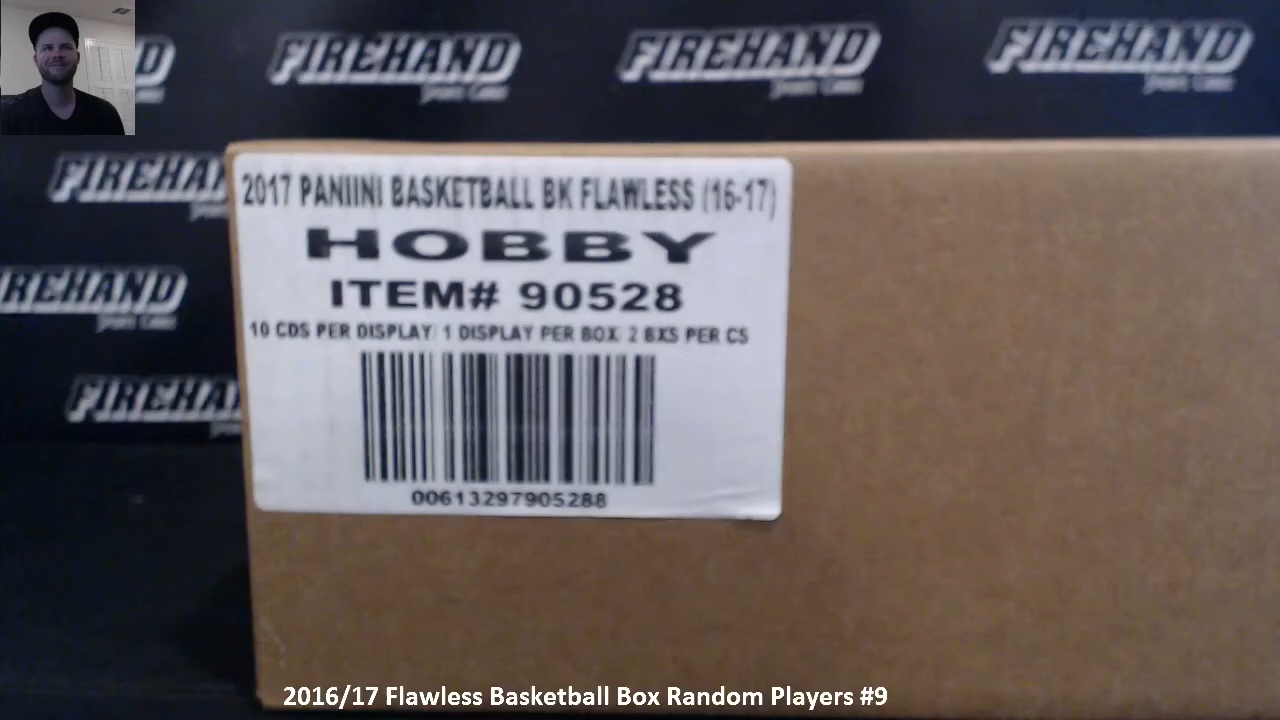 FIREHAND
FIREHAND
FIREHAND
FIREHAND
FIREHAND
2017 PANIINI BASKETBALL BK FLAWLESS (16-17)
HOBBY
ITEM# 90528
10 CDS PER DISPLAY/ 1 DISPLAY PER BOX/ 2 BXS PER CS
00613297905288
2016/17 Flawless Basketball Box Random Players #9